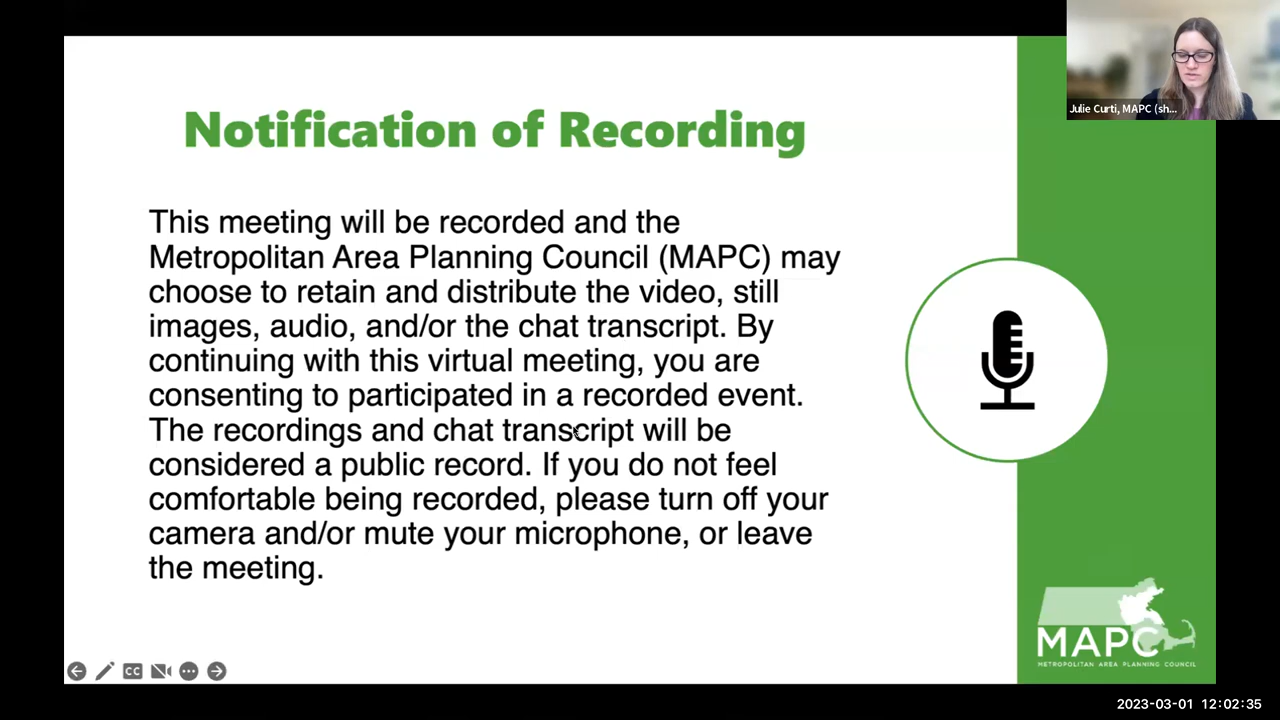 Julie Curti, MAPC (sh...
Notification of Recording
This meeting will be recorded and the
Metropolitan Area Planning Council (MAPC) may
choose to retain and distribute the video, still
images, audio, and/or the chat transcript. By
continuing with this virtual meeting, you are
consenting to participated in a recorded event.
The recordings and chat transcript will be
considered a public record. If you do not feel
comfortable being recorded, please turn off your
camera and/or mute your microphone, or leave
the meeting.
MAPC
METROPOLITAN AREA PLANNING COUNCIL
CC
2023-03-01 12:02:35